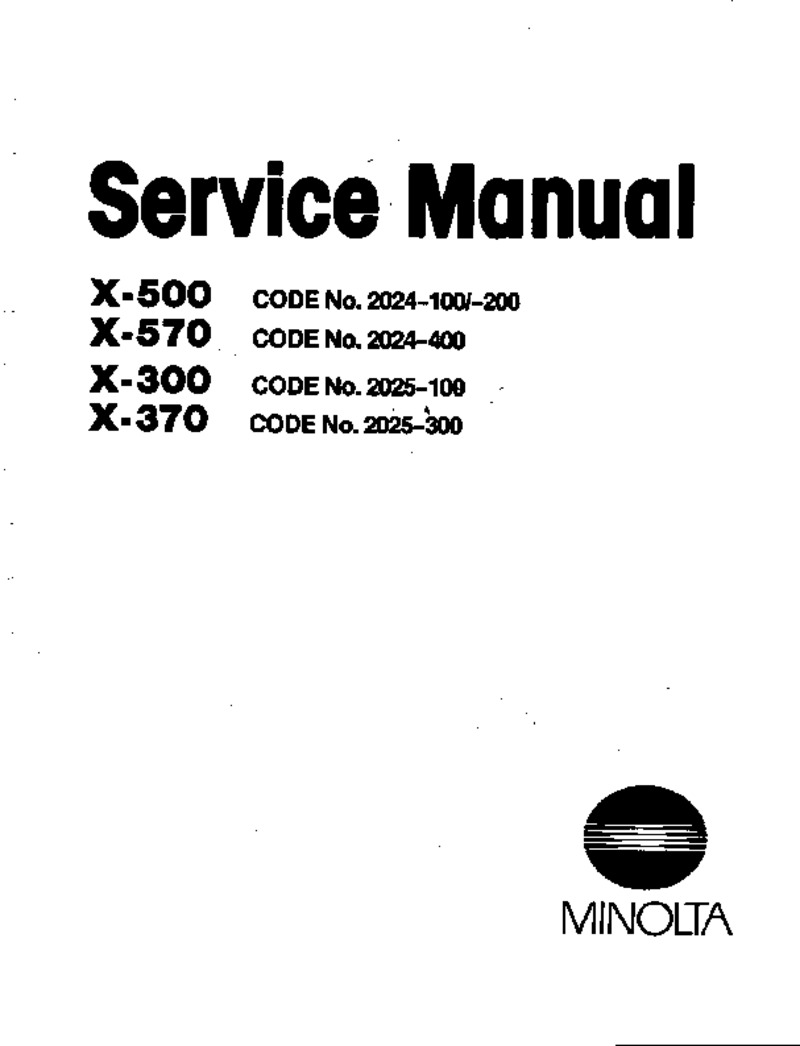 Service Manual
X-500 CODE No. 2024-100/-200
X-570 CODE No. 2024-400
X-300 CODE No. 2025-100
X-370 CODE No. 2025-300
MINOLTA